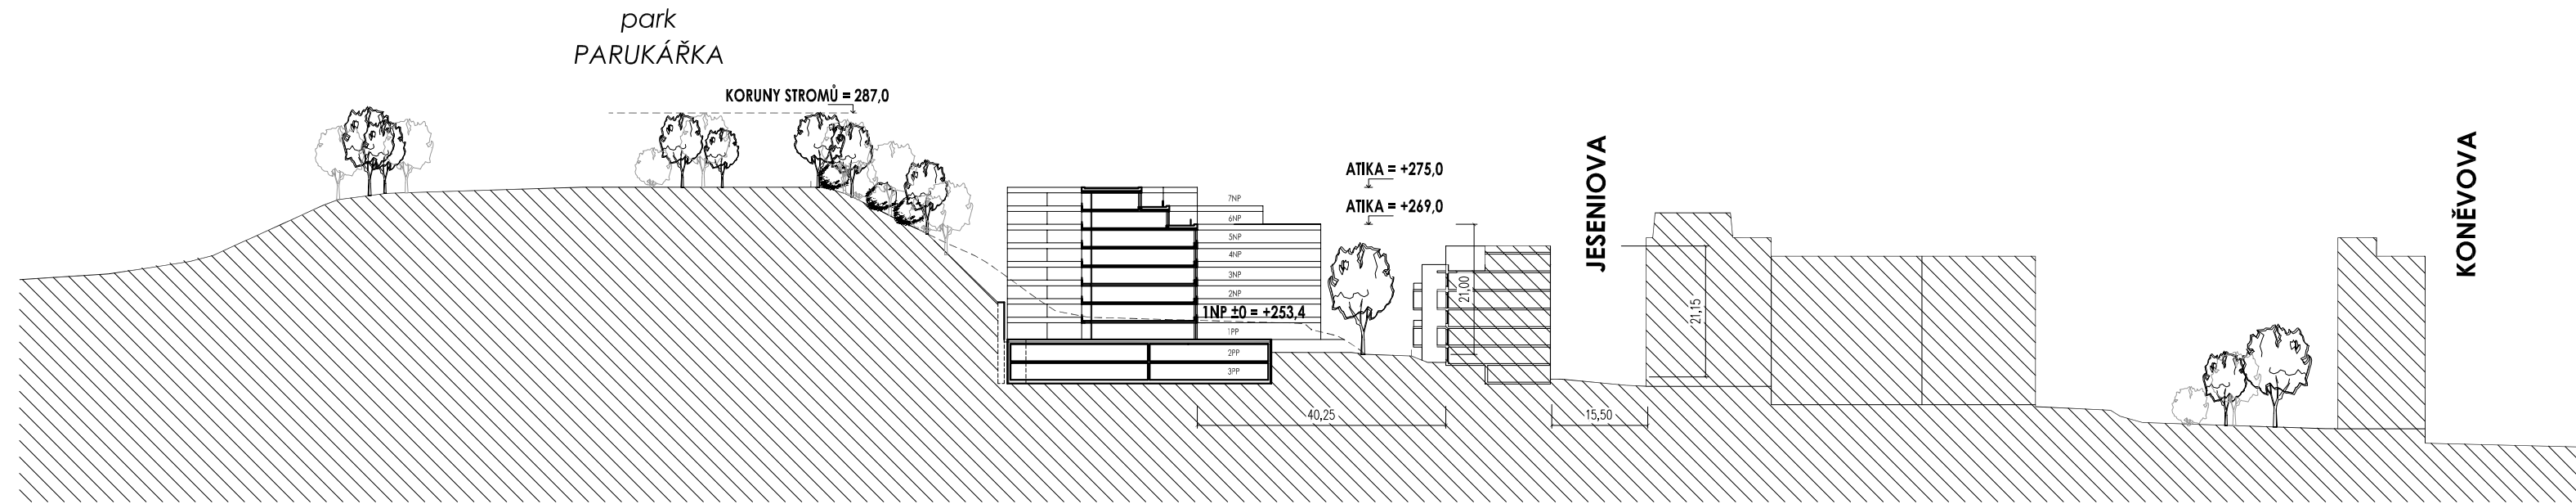 park
PARUKÁŘKA
KORUNY STROMŮ = 287,0
ATIKA = +275,0
ATIKA = +269,0
7NP
6NP
5NP
4NP
3NP
2NP
1NP ±0 = +253,4
1PP
2PP
3PP
40,25
21,00
15,50
21,15
JESENIOVA
KONĚVOVA